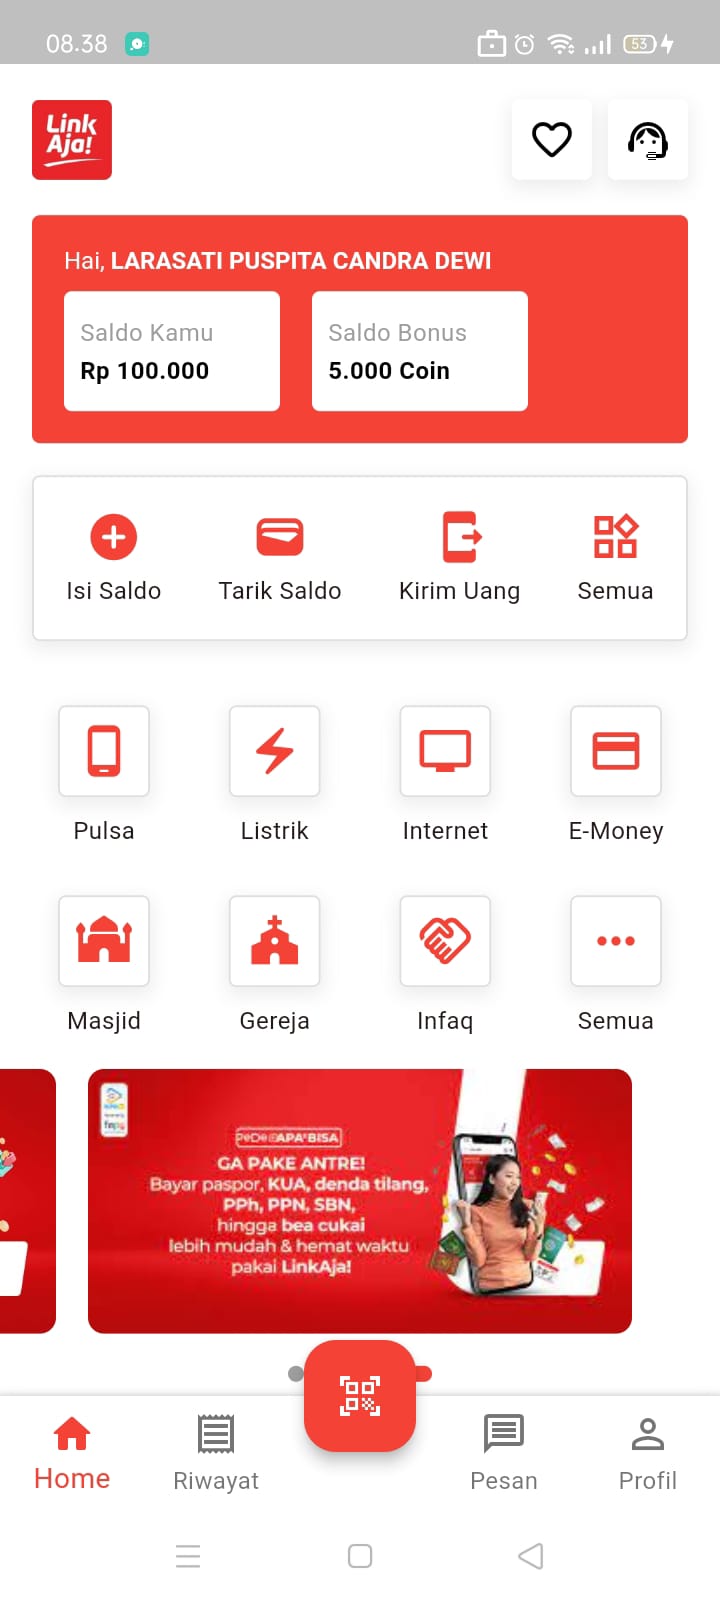 08.38
53
Link
Aja!
Hai, LARASATI PUSPITA CANDRA DEWI
Saldo Kamu
Rp 100.000
Saldo Bonus
5.000 Coin
Isi Saldo
Tarik Saldo
Kirim Uang
Semua
Pulsa
Listrik
Internet
E-Money
Masjid
Gereja
Infaq
Semua
GA PAKE ANTRE!
Bayar paspor, KUA, denda tilang,
PPh, PPN, SBN,
hingga bea cukai
lebih mudah & hemat waktu
pakai LinkAja!
Home
Riwayat
Pesan
Profil